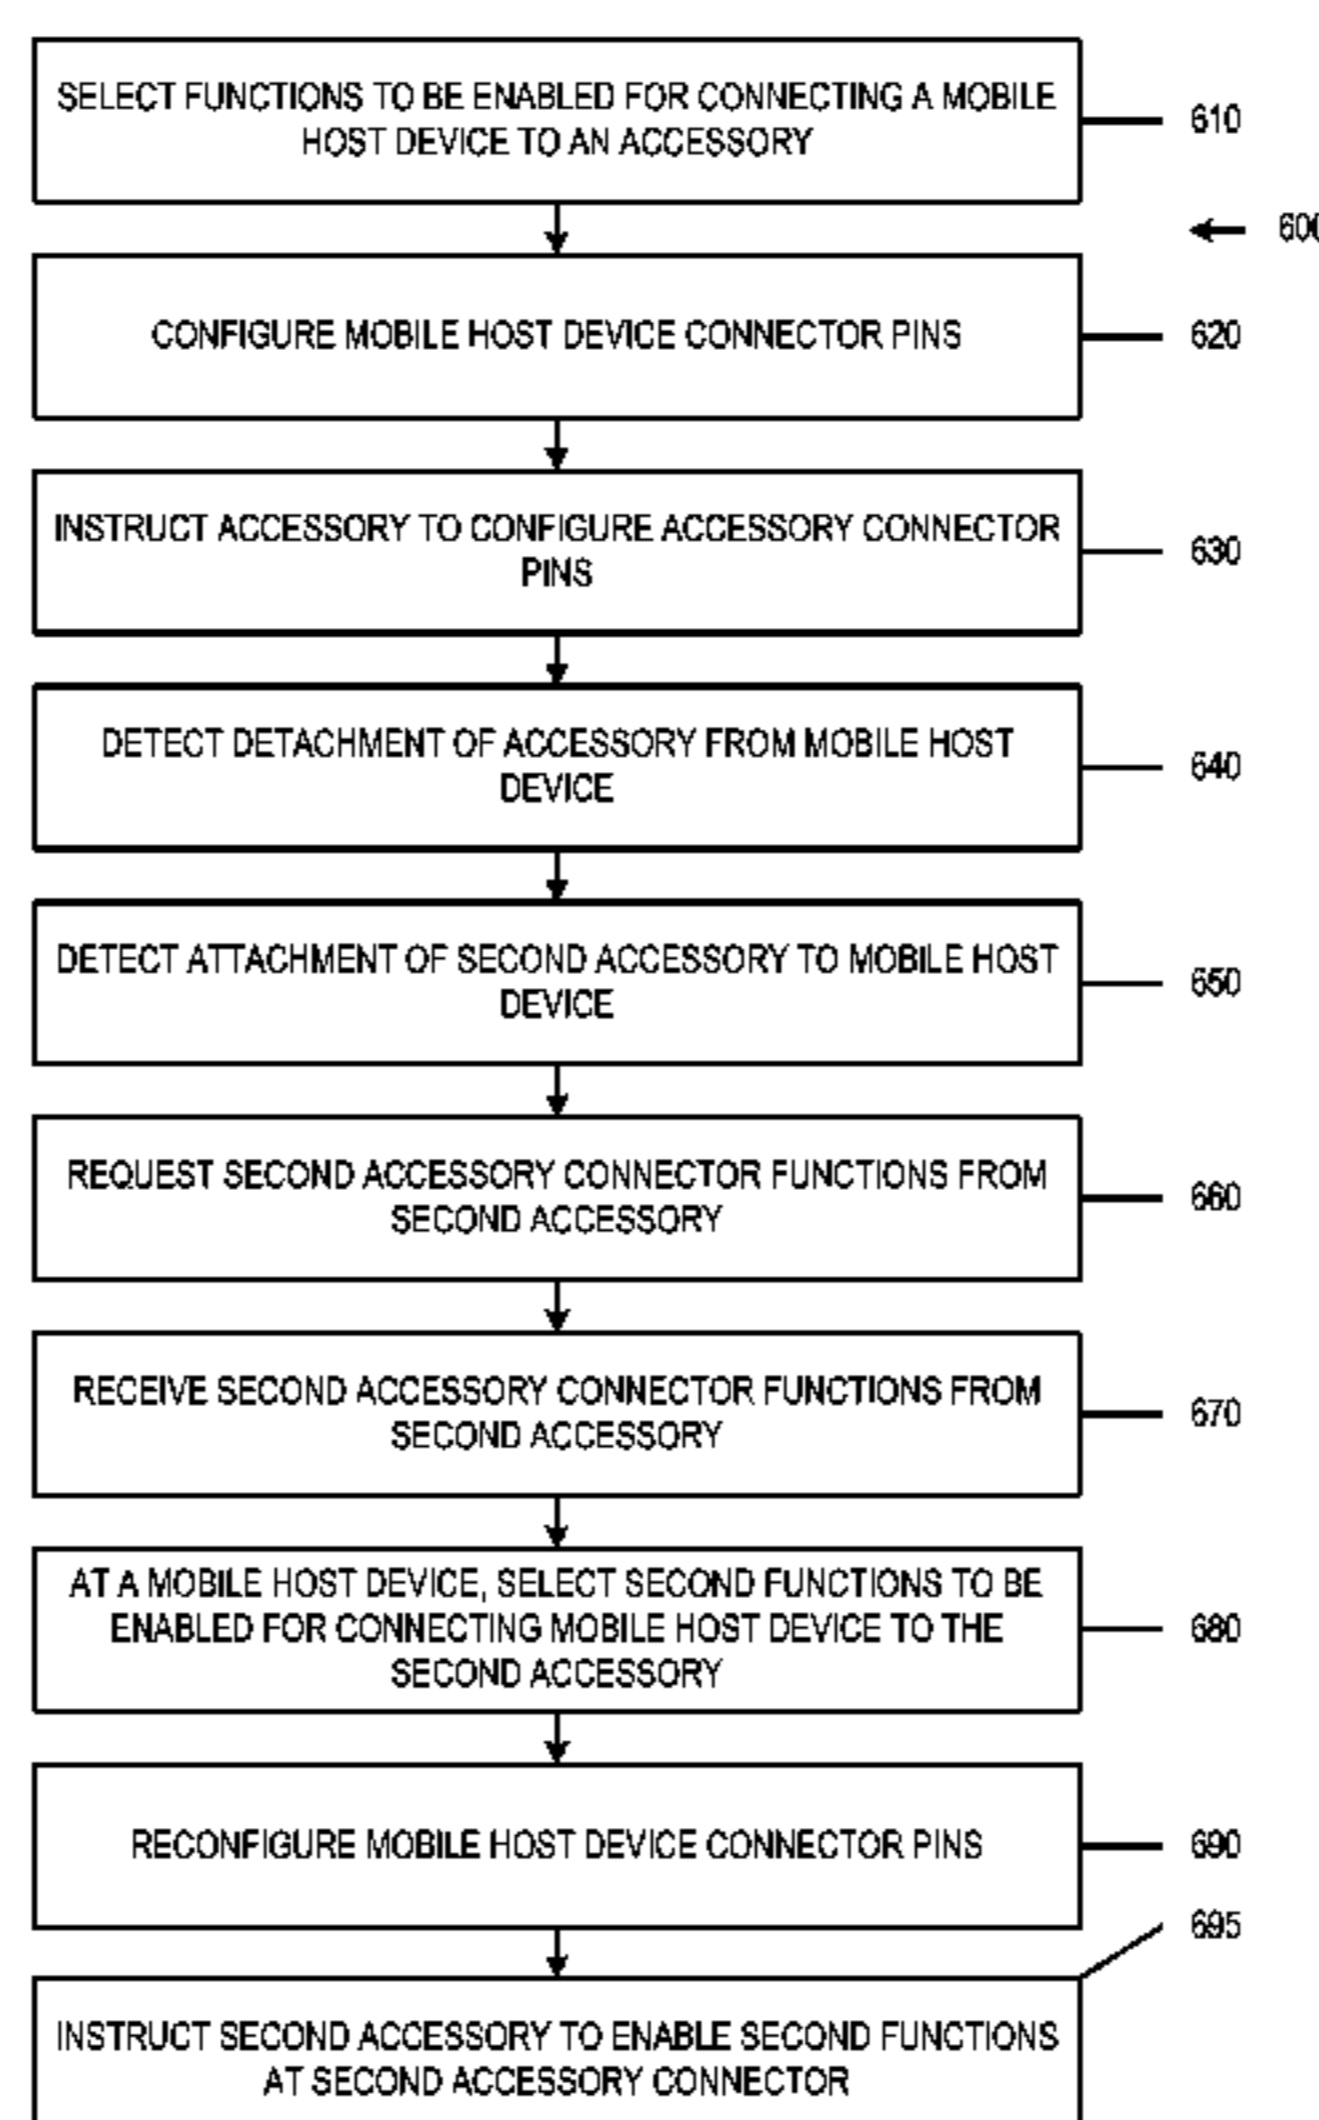 SELECT FUNCTIONS TO BE ENABLED FOR CONNECTING A MOBILE
HOST DEVICE TO AN ACCESSORY
610
600
CONFIGURE MOBILE HOST DEVICE CONNECTOR PINS
620
INSTRUCT ACCESSORY TO CONFIGURE ACCESSORY CONNECTOR
PINS
630
DETECT DETACHMENT OF ACCESSORY FROM MOBILE HOST
DEVICE
640
DETECT ATTACHMENT OF SECOND ACCESSORY TO MOBILE HOST
DEVICE
650
REQUEST SECOND ACCESSORY CONNECTOR FUNCTIONS FROM
SECOND ACCESSORY
660
RECEIVE SECOND ACCESSORY CONNECTOR FUNCTIONS FROM
SECOND ACCESSORY
670
AT A MOBILE HOST DEVICE, SELECT SECOND FUNCTIONS TO BE
ENABLED FOR CONNECTING MOBILE HOST DEVICE TO THE
SECOND ACCESSORY
680
RECONFIGURE MOBILE HOST DEVICE CONNECTOR PINS
690
695
INSTRUCT SECOND ACCESSORY TO ENABLE SECOND FUNCTIONS
AT SECOND ACCESSORY CONNECTOR